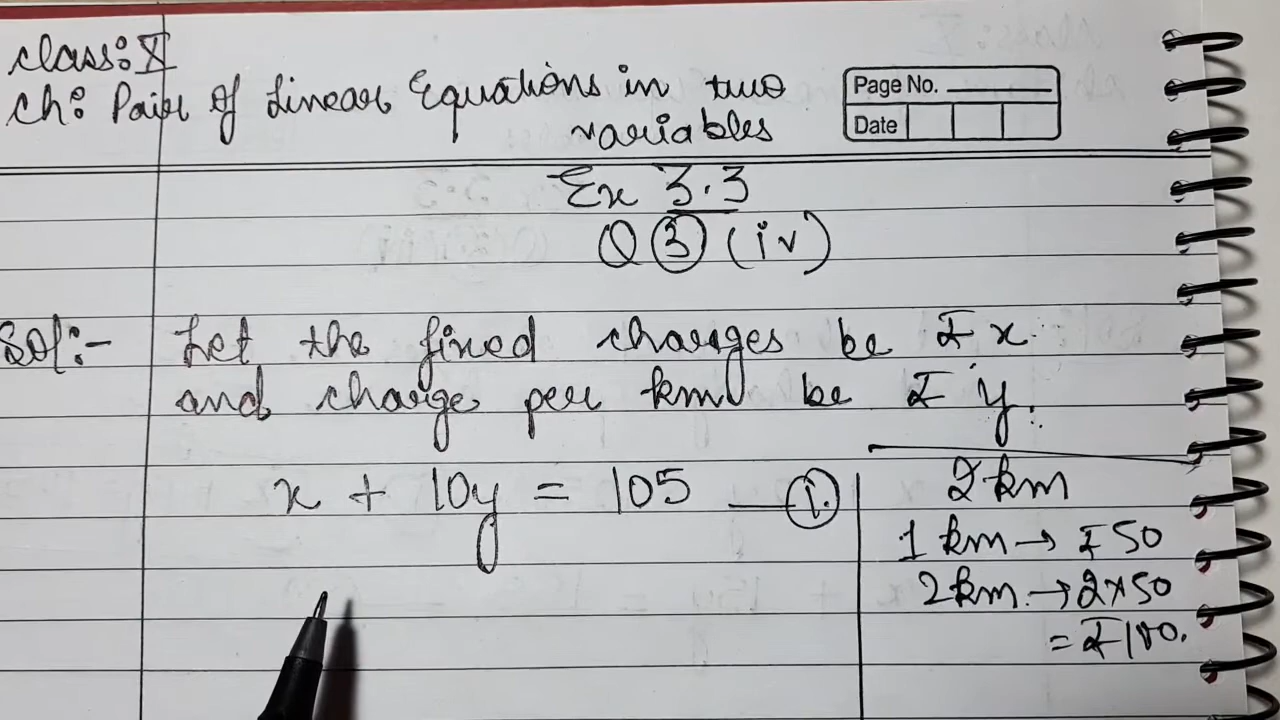 class: X
ch: Pair of Linear Equations in two
variables
Page No.
Date
Ex 3.3
Q 3 (iv)
Sol:- Let the fixed charges be ₹ x.
and charge per km be ₹ y.
x + 10y = 105 — (i)
2 km
1 km → ₹50
2 km → 2×50
= ₹100.